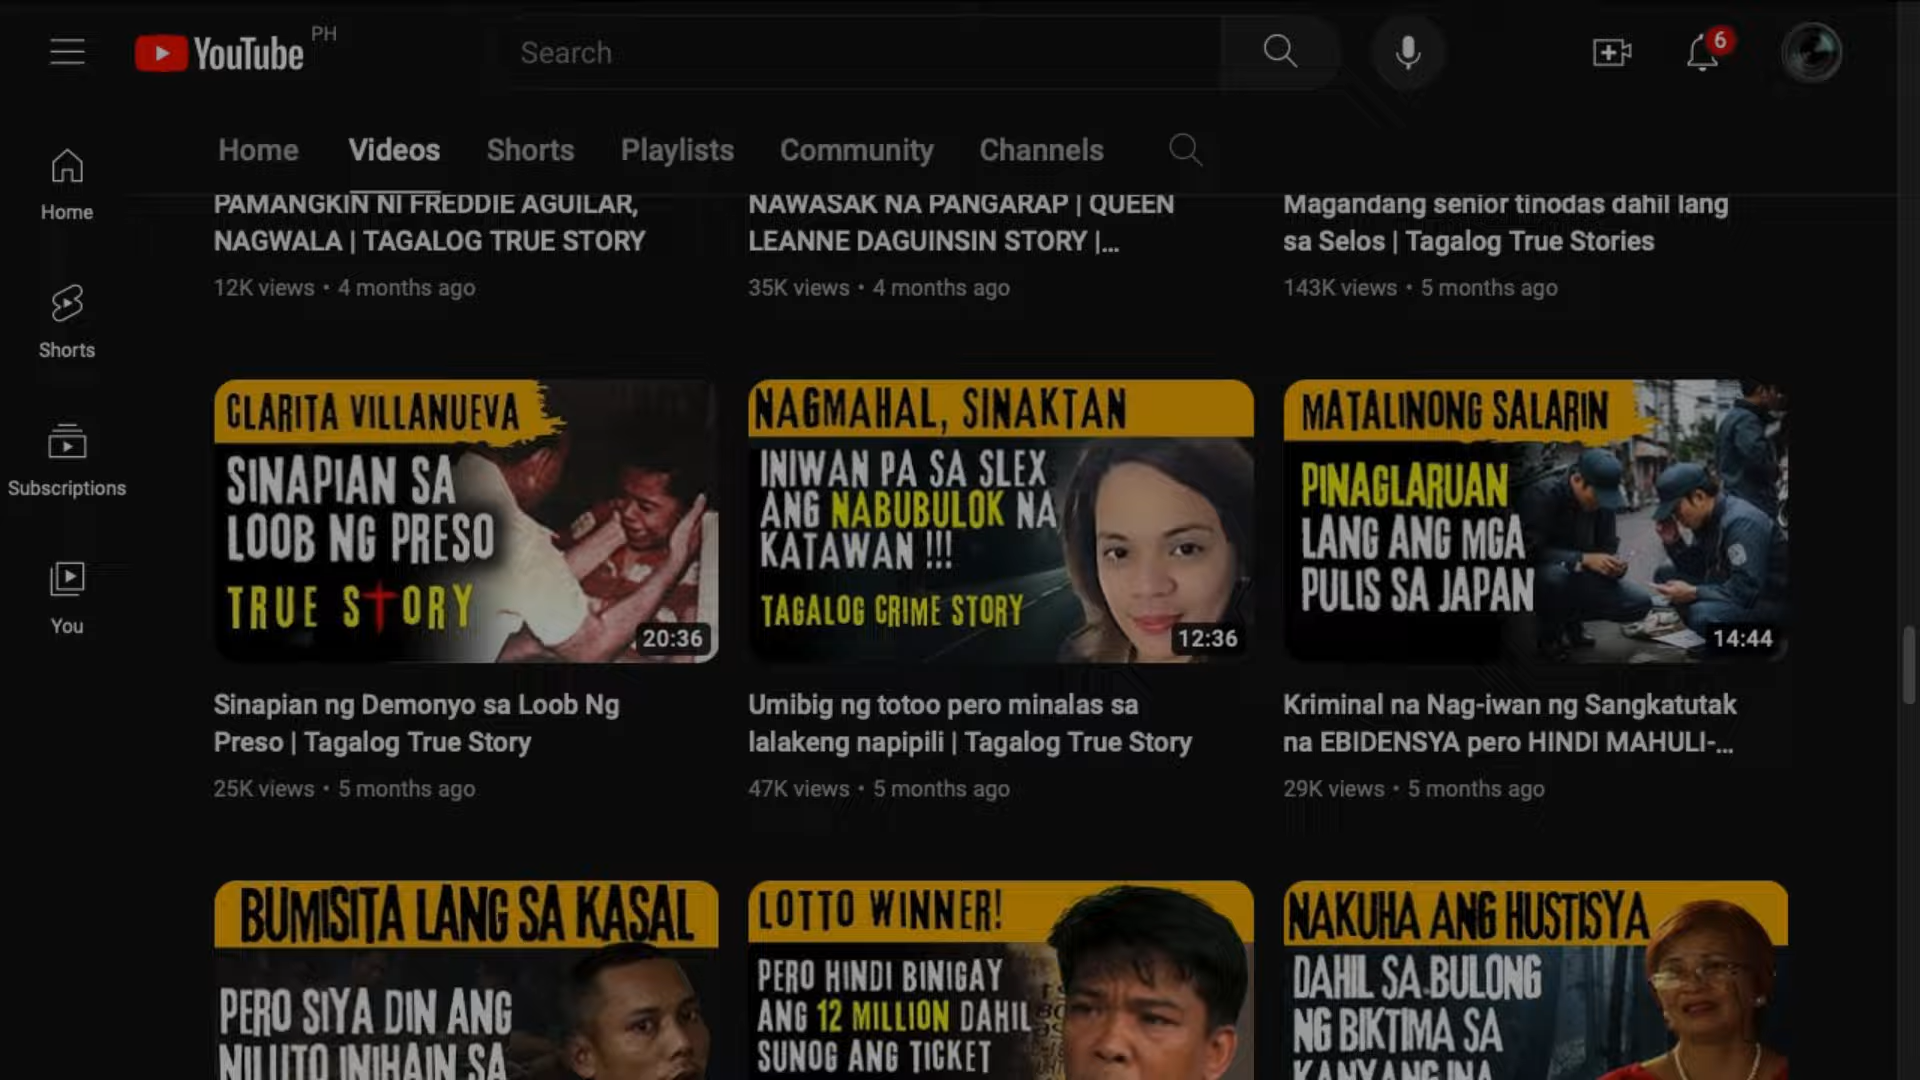 YouTube PH
Search
6
Home
Videos
Shorts
Playlists
Community
Channels
Home
Shorts
Subscriptions
You
PAMANGKIN NI FREDDIE AGUILAR,
NAGWALA | TAGALOG TRUE STORY
12K views • 4 months ago
NAWASAK NA PANGARAP | QUEEN
LEANNE DAGUINSIN STORY |...
35K views • 4 months ago
Magandang senior tinodas dahil lang
sa Selos | Tagalog True Stories
143K views • 5 months ago
CLARITA VILLANUEVA
SINAPIAN SA
LOOB NG PRESO
TRUE STORY
20:36
Sinapian ng Demonyo sa Loob Ng
Preso | Tagalog True Story
25K views • 5 months ago
NAGMAHAL, SINAKTAN
INIWAN PA SA SLEX
ANG NABUBULOK NA
KATAWAN !!!
TAGALOG CRIME STORY
12:36
Umibig ng totoo pero minalas sa
lalakeng napipili | Tagalog True Story
47K views • 5 months ago
MATALINONG SALARIN
PINAGLARUAN
LANG ANG MGA
PULIS SA JAPAN
14:44
Kriminal na Nag-iwan ng Sangkatutak
na EBIDENSYA pero HINDI MAHULI-...
29K views • 5 months ago
BUMISITA LANG SA KASAL
PERO SIYA DIN ANG
NILUTO INIHAIN SA
LOTTO WINNER!
PERO HINDI BINIGAY
ANG 12 MILLION DAHIL
SUNOG ANG TICKET
NAKUHA ANG HUSTISYA
DAHIL SA BULONG
NG BIKTIMA SA
KANYANG INA